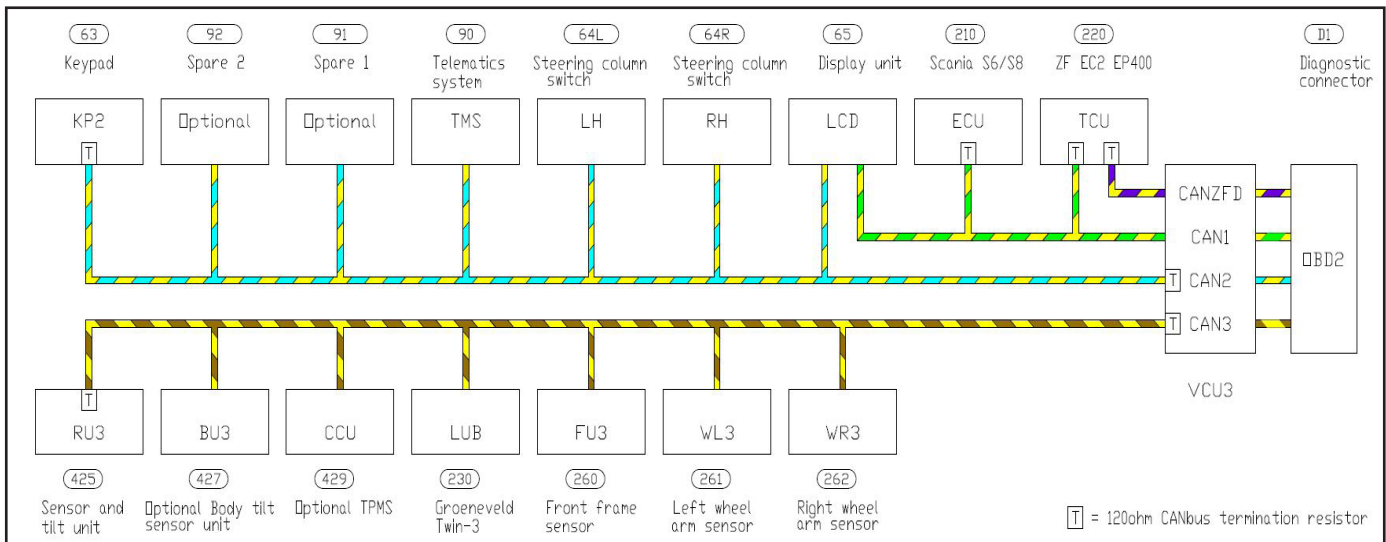 63 92 91 90 64L 64R 65 210 220 D1
Keypad Spare 2 Spare 1 Telematics system Steering column switch Steering column switch Display unit Scania S6/S8 ZF EC2 EP400 Diagnostic connector
KP2 Optional Optional TMS LH RH LCD ECU TCU
T T T T
CANZFD
CAN1
OBD2
T CAN2
T CAN3
VCU3
T
RU3 BU3 CCU LUB FU3 WL3 WR3
425 427 429 230 260 261 262
Sensor and tilt unit Optional Body tilt sensor unit Optional TPMS Groeneveld Twin-3 Front frame sensor Left wheel arm sensor Right wheel arm sensor
T = 120ohm CANbus termination resistor